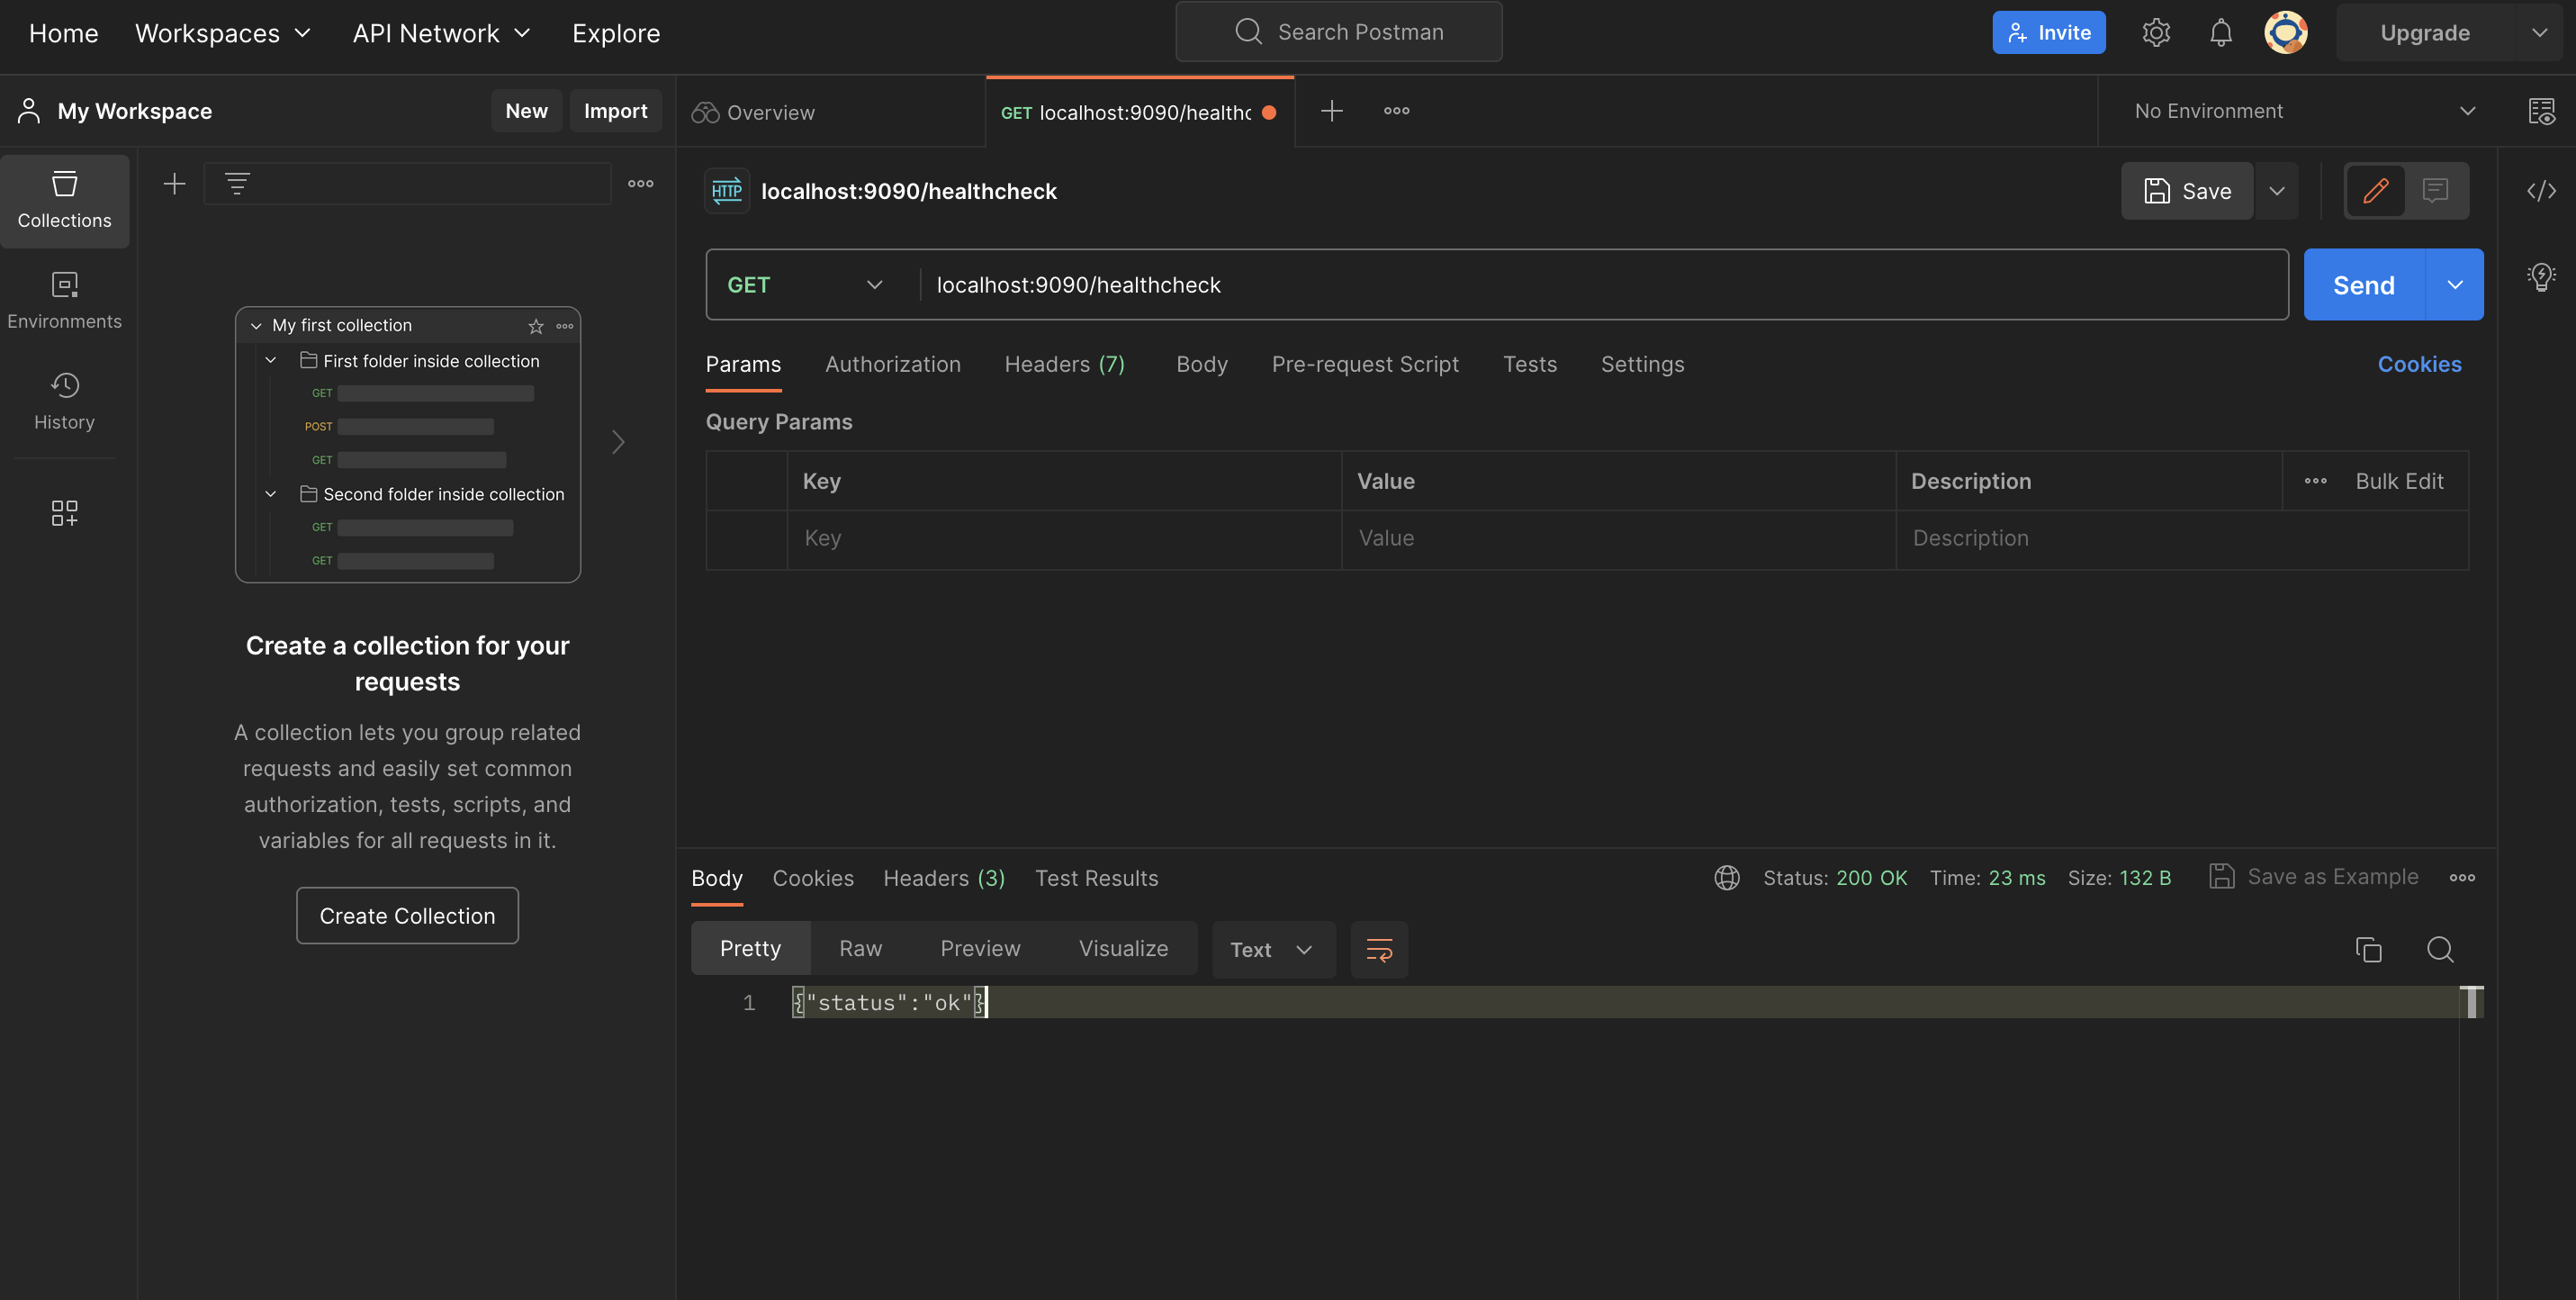 Home Workspaces API Network Explore Search Postman Invite Upgrade
My Workspace New Import Overview GET localhost:9090/healthc No Environment
Collections
Environments
History
My first collection
First folder inside collection
GET
POST
GET
Second folder inside collection
GET
GET
Create a collection for your
requests
A collection lets you group related
requests and easily set common
authorization, tests, scripts, and
variables for all requests in it.
Create Collection
HTTP localhost:9090/healthcheck Save
GET localhost:9090/healthcheck Send
Params Authorization Headers (7) Body Pre-request Script Tests Settings Cookies
Query Params
Key Value Description Bulk Edit
Key Value Description
Body Cookies Headers (3) Test Results Status: 200 OK Time: 23 ms Size: 132 B Save as Example
Pretty Raw Preview Visualize Text
1 {"status":"ok"}